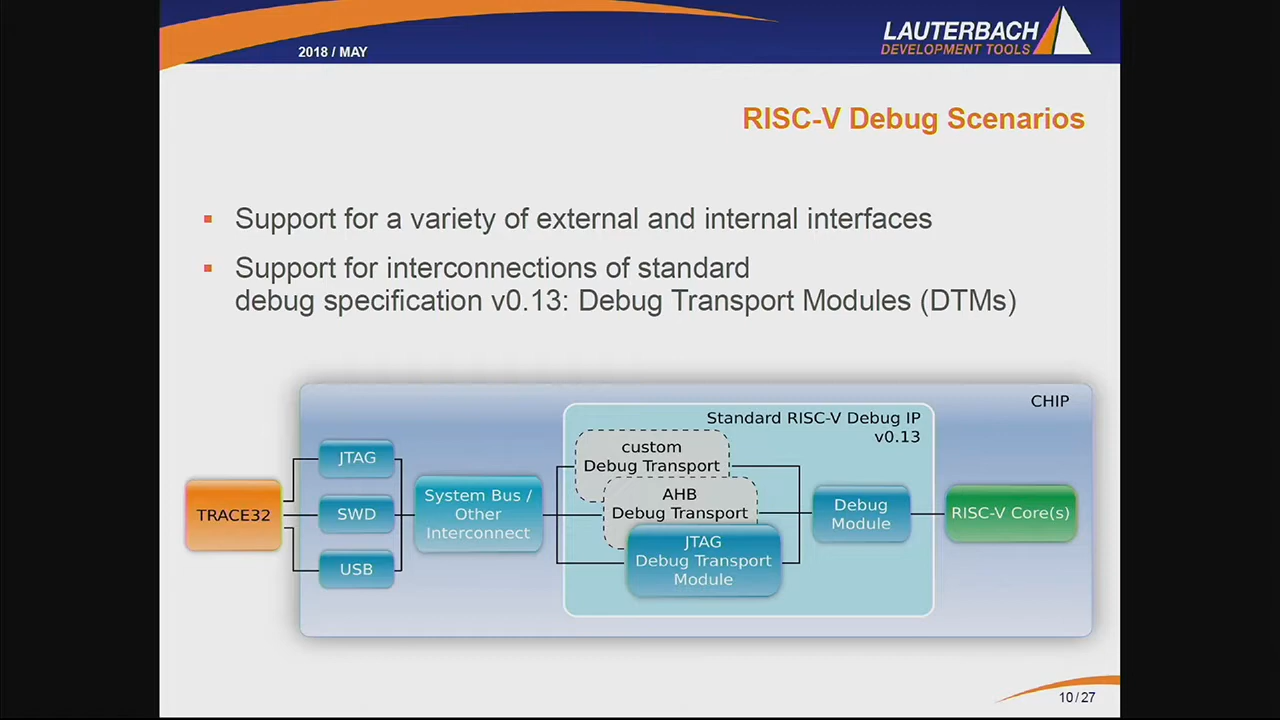 2018 / MAY
LAUTERBACH
DEVELOPMENT TOOLS
RISC-V Debug Scenarios
▪ Support for a variety of external and internal interfaces
▪ Support for interconnections of standard
debug specification v0.13: Debug Transport Modules (DTMs)
CHIP
Standard RISC-V Debug IP
v0.13
TRACE32
JTAG
SWD
USB
System Bus /
Other
Interconnect
custom
Debug Transport
AHB
Debug Transport
JTAG
Debug Transport
Module
Debug
Module
RISC-V Core(s)
10 / 27